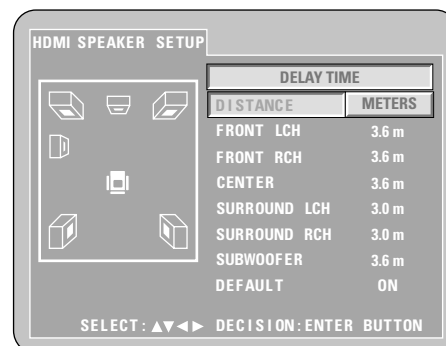 HDMI SPEAKER SETUP
DELAY TIME
DISTANCE METERS
FRONT LCH 3.6 m
FRONT RCH 3.6 m
CENTER 3.6 m
SURROUND LCH 3.0 m
SURROUND RCH 3.0 m
SUBWOOFER 3.6 m
DEFAULT ON
SELECT:▲▼◀▶ DECISION:ENTER BUTTON